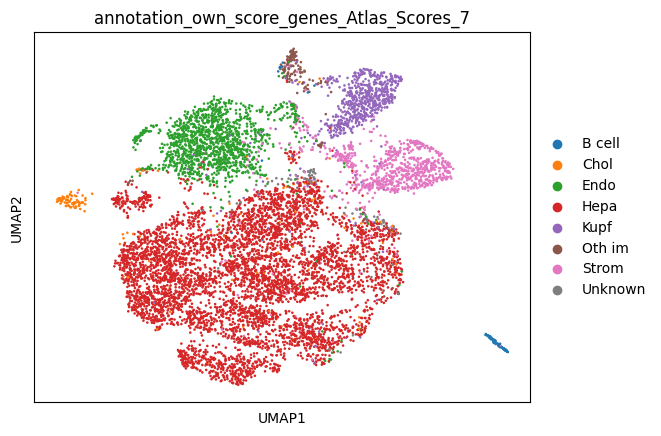 annotation_own_score_genes_Atlas_Scores_7
UMAP2
UMAP1
B cell
Chol
Endo
Hepa
Kupf
Oth im
Strom
Unknown